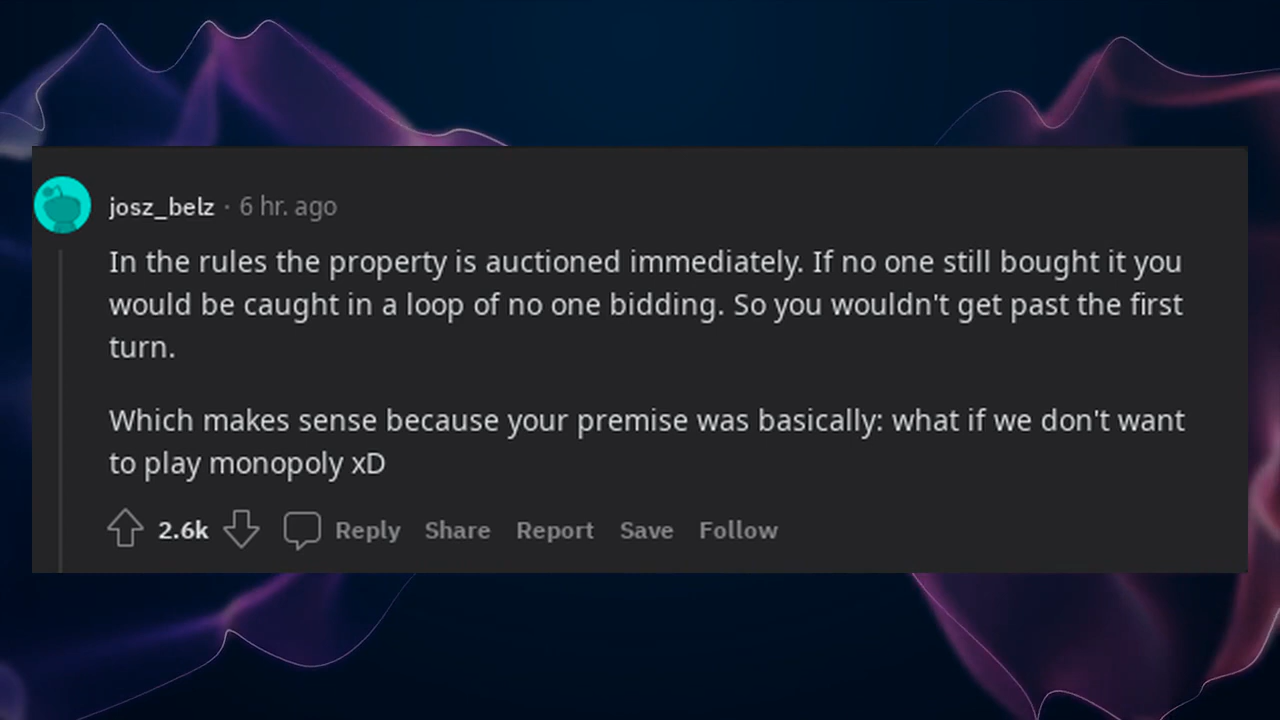 josz_belz · 6 hr. ago
In the rules the property is auctioned immediately. If no one still bought it you
would be caught in a loop of no one bidding. So you wouldn't get past the first
turn.
Which makes sense because your premise was basically: what if we don't want
to play monopoly xD
2.6k Reply Share Report Save Follow